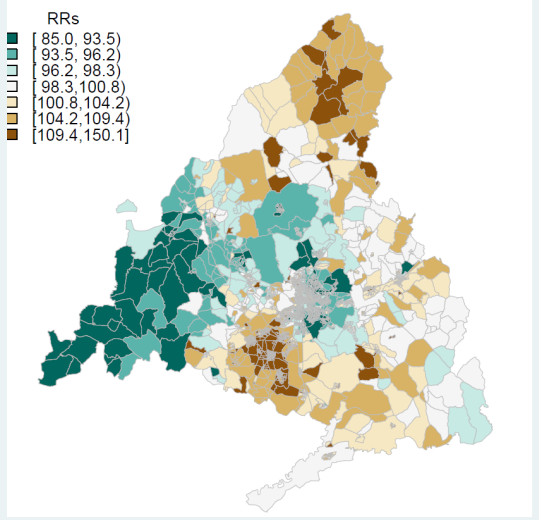 RRs
[ 85.0, 93.5)
[ 93.5, 96.2)
[ 96.2, 98.3)
[ 98.3,100.8)
[100.8,104.2)
[104.2,109.4)
[109.4,150.1]